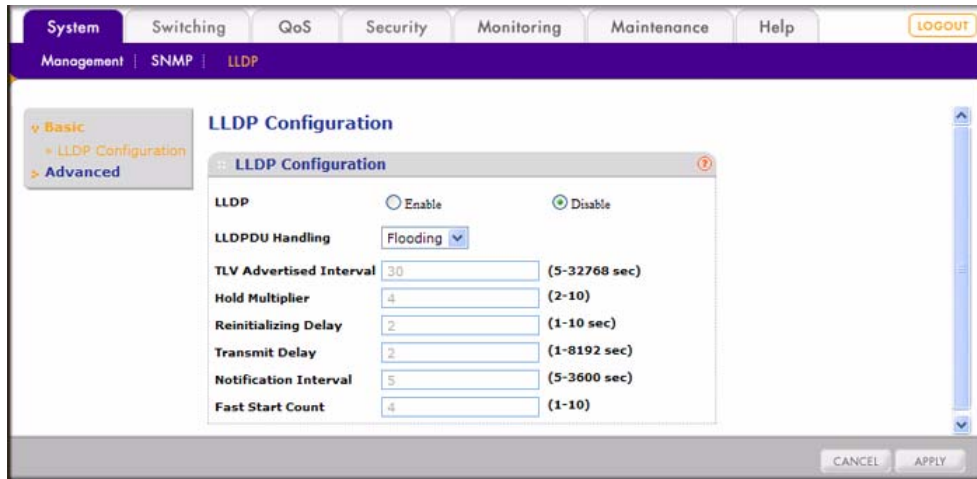 System Switching QoS Security Monitoring Maintenance Help LOGOUT
Management | SNMP | LLDP
Basic
LLDP Configuration
Advanced
LLDP Configuration
LLDP Configuration ?
LLDP Enable Disable
LLDPDU Handling Flooding
TLV Advertised Interval 30 (5-32768 sec)
Hold Multiplier 4 (2-10)
Reinitializing Delay 2 (1-10 sec)
Transmit Delay 2 (1-8192 sec)
Notification Interval 5 (5-3600 sec)
Fast Start Count 4 (1-10)
CANCEL APPLY